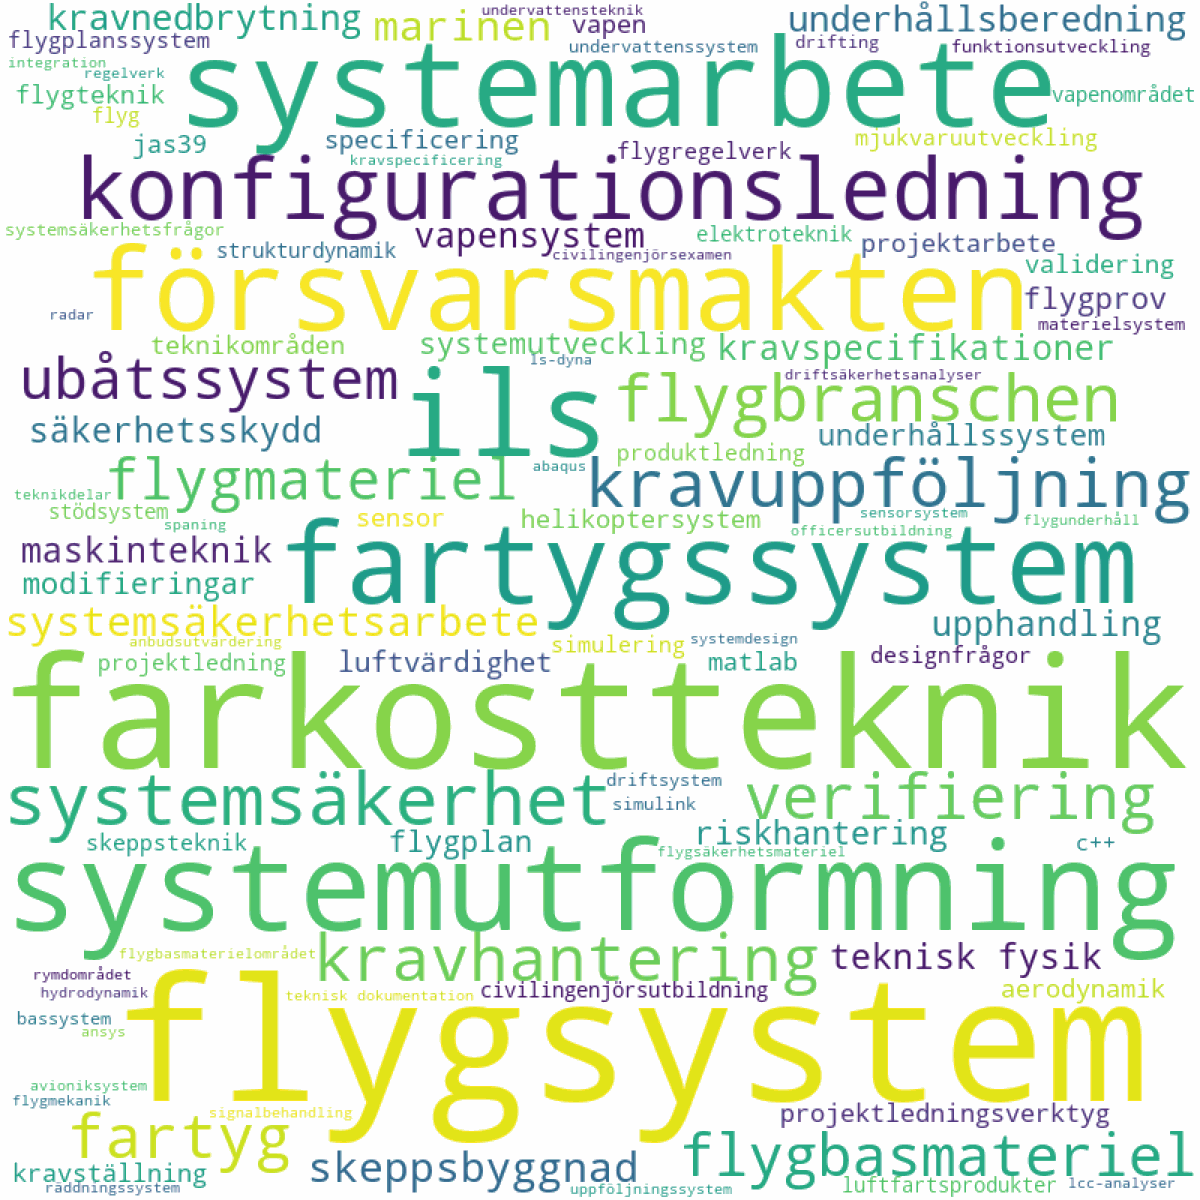 kravnedbrytning
marinen
undervattensteknik
vapen
underhållsberedning
flygplanssystem
undervattenssystem
drifting
funktionsutveckling
integration
regelverk
systemarbete
flygteknik
vapenområdet
flyg
jas39
specificering
kravspecificering
flygregelverk
mjukvaruutveckling
konfigurationsledning
systemsäkerhetsfrågor
strukturdynamik
vapensystem
civilingenjörsexamen
elektroteknik
projektarbete
validering
försvarsmakten
flygprov
radar
materielsystem
teknikområden
systemutveckling
ls-dyna
kravspecifikationer
ubåtssystem
ils
driftsäkerhetsanalyser
flygbranschen
säkerhetsskydd
underhållssystem
produktledning
flygmateriel
abaqus
kravuppföljning
teknikdelar
stödsystem
spaning
sensor
helikoptersystem
sensorsystem
officersutbildning
flygunderhåll
maskinteknik
fartygssystem
modifieringar
systemsäkerhetsarbete
anbudsutvärdering
simulering
systemdesign
upphandling
projektledning
luftvärdighet
matlab
designfrågor
farkostteknik
systemsäkerhet
driftsystem
simulink
verifiering
skeppsteknik
flygplan
riskhantering
flygsäkerhetsmateriel
c++
systemutformning
flygbasmaterielområdet
kravhantering
teknisk fysik
rymdområdet
hydrodynamik
teknisk dokumentation
civilingenjörsutbildning
aerodynamik
bassystem
ansys
flygsystem
avioniksystem
flygmekanik
signalbehandling
projektledningsverktyg
fartyg
skeppsbyggnad
flygbasmateriel
kravställning
räddningssystem
uppföljningssystem
luftfartsprodukter
lcc-analyser